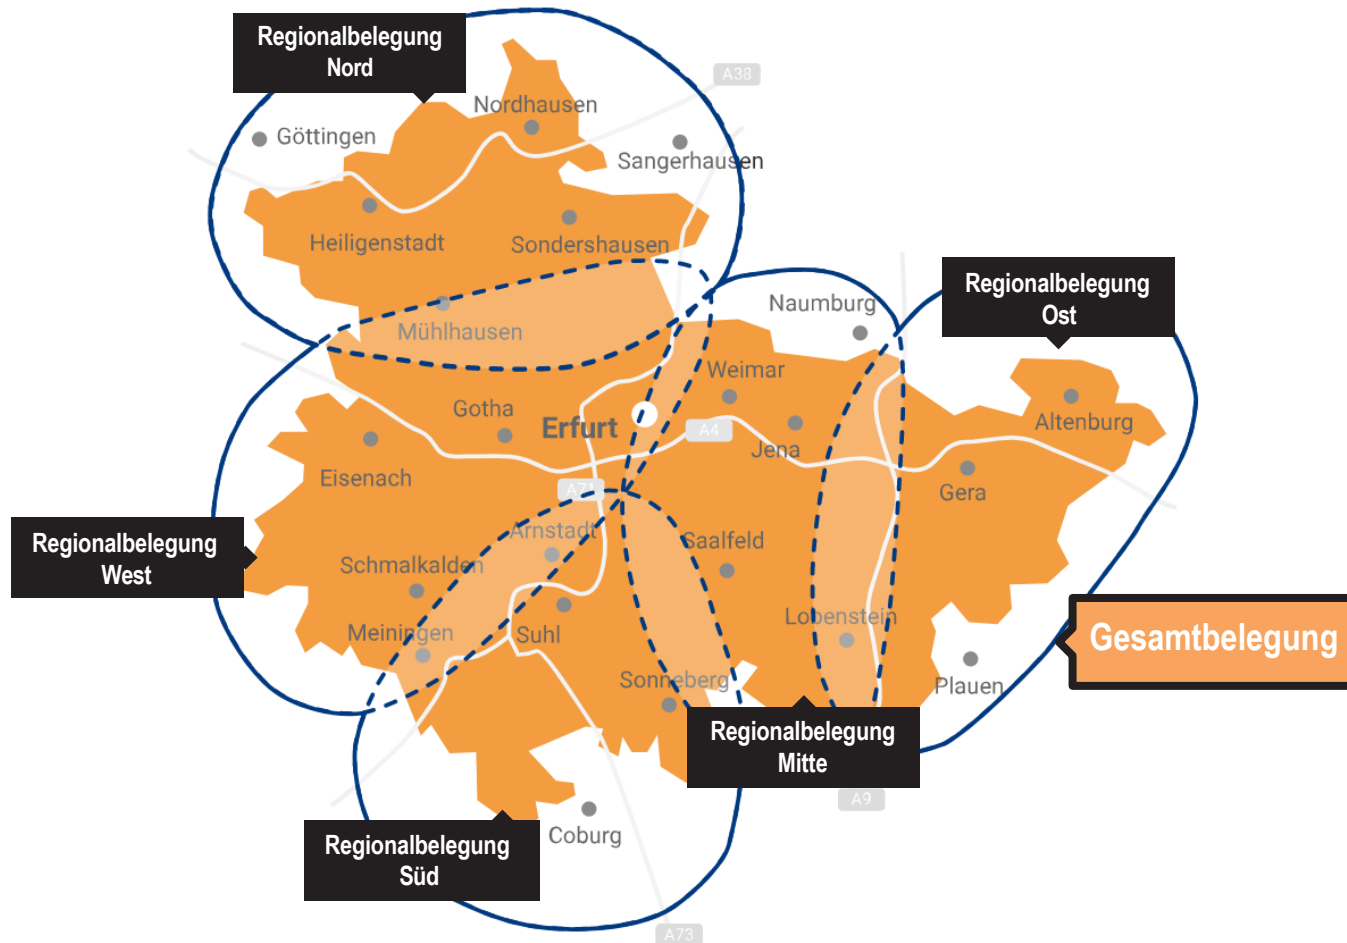 Regionalbelegung
Nord
A38
Nordhausen
Göttingen
Sangerhausen
Heiligenstadt
Sondershausen
Regionalbelegung
Ost
Naumburg
Mühlhausen
Weimar
Gotha
Erfurt
A4
Jena
Altenburg
Eisenach
Gera
A71
Regionalbelegung
West
Arnstadt
Saalfeld
Schmalkalden
Lobenstein
Meiningen
Suhl
Gesamtbelegung
Sonneberg
Plauen
Regionalbelegung
Mitte
A9
Coburg
Regionalbelegung
Süd
A73